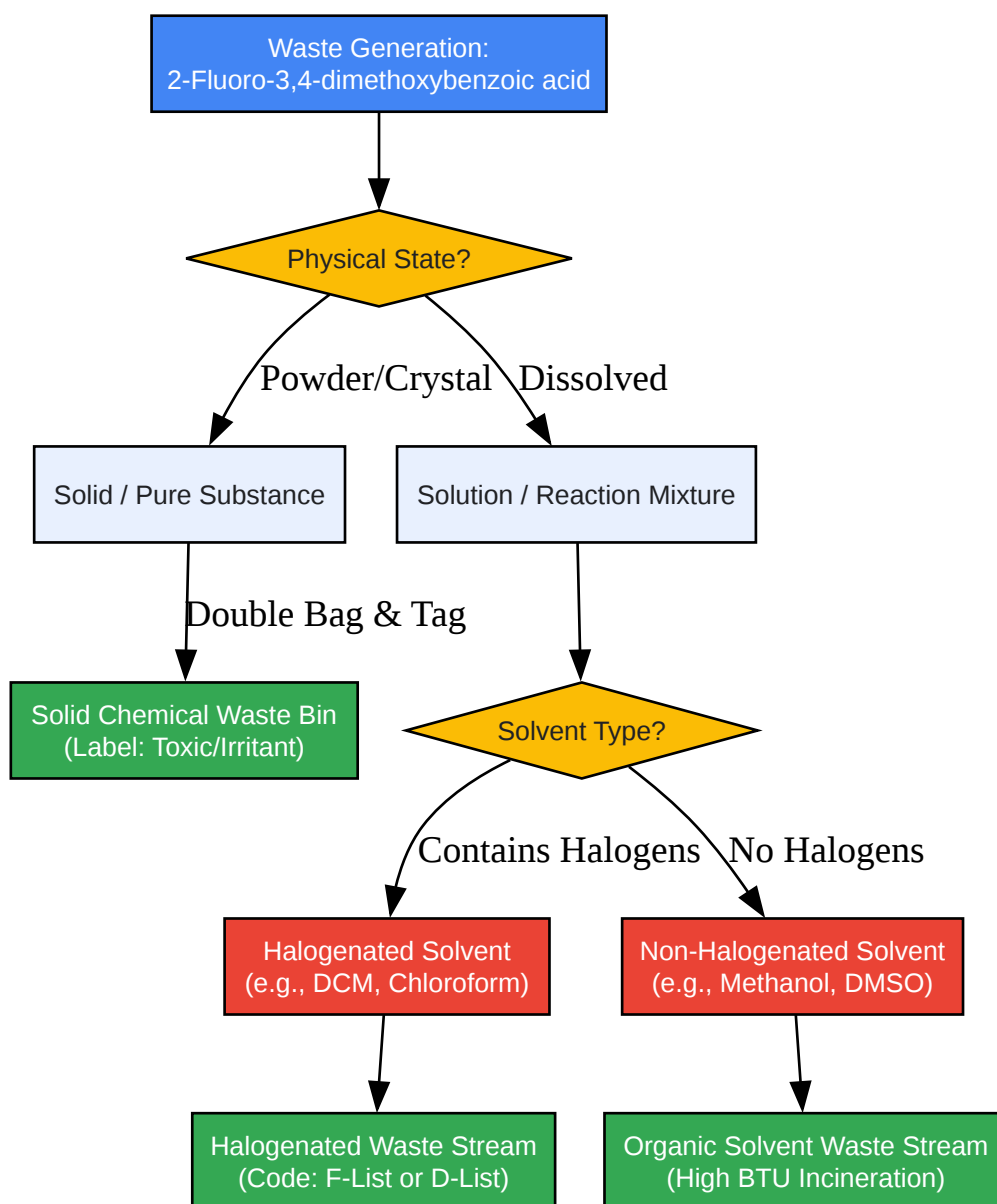 Waste Generation:
2-Fluoro-3,4-dimethoxybenzoic acid
Physical State?
Powder/Crystal
Dissolved
Solid / Pure Substance
Solution / Reaction Mixture
Double Bag & Tag
Solid Chemical Waste Bin
(Label: Toxic/Irritant)
Solvent Type?
Contains Halogens
No Halogens
Halogenated Solvent
(e.g., DCM, Chloroform)
Non-Halogenated Solvent
(e.g., Methanol, DMSO)
Halogenated Waste Stream
(Code: F-List or D-List)
Organic Solvent Waste Stream
(High BTU Incineration)